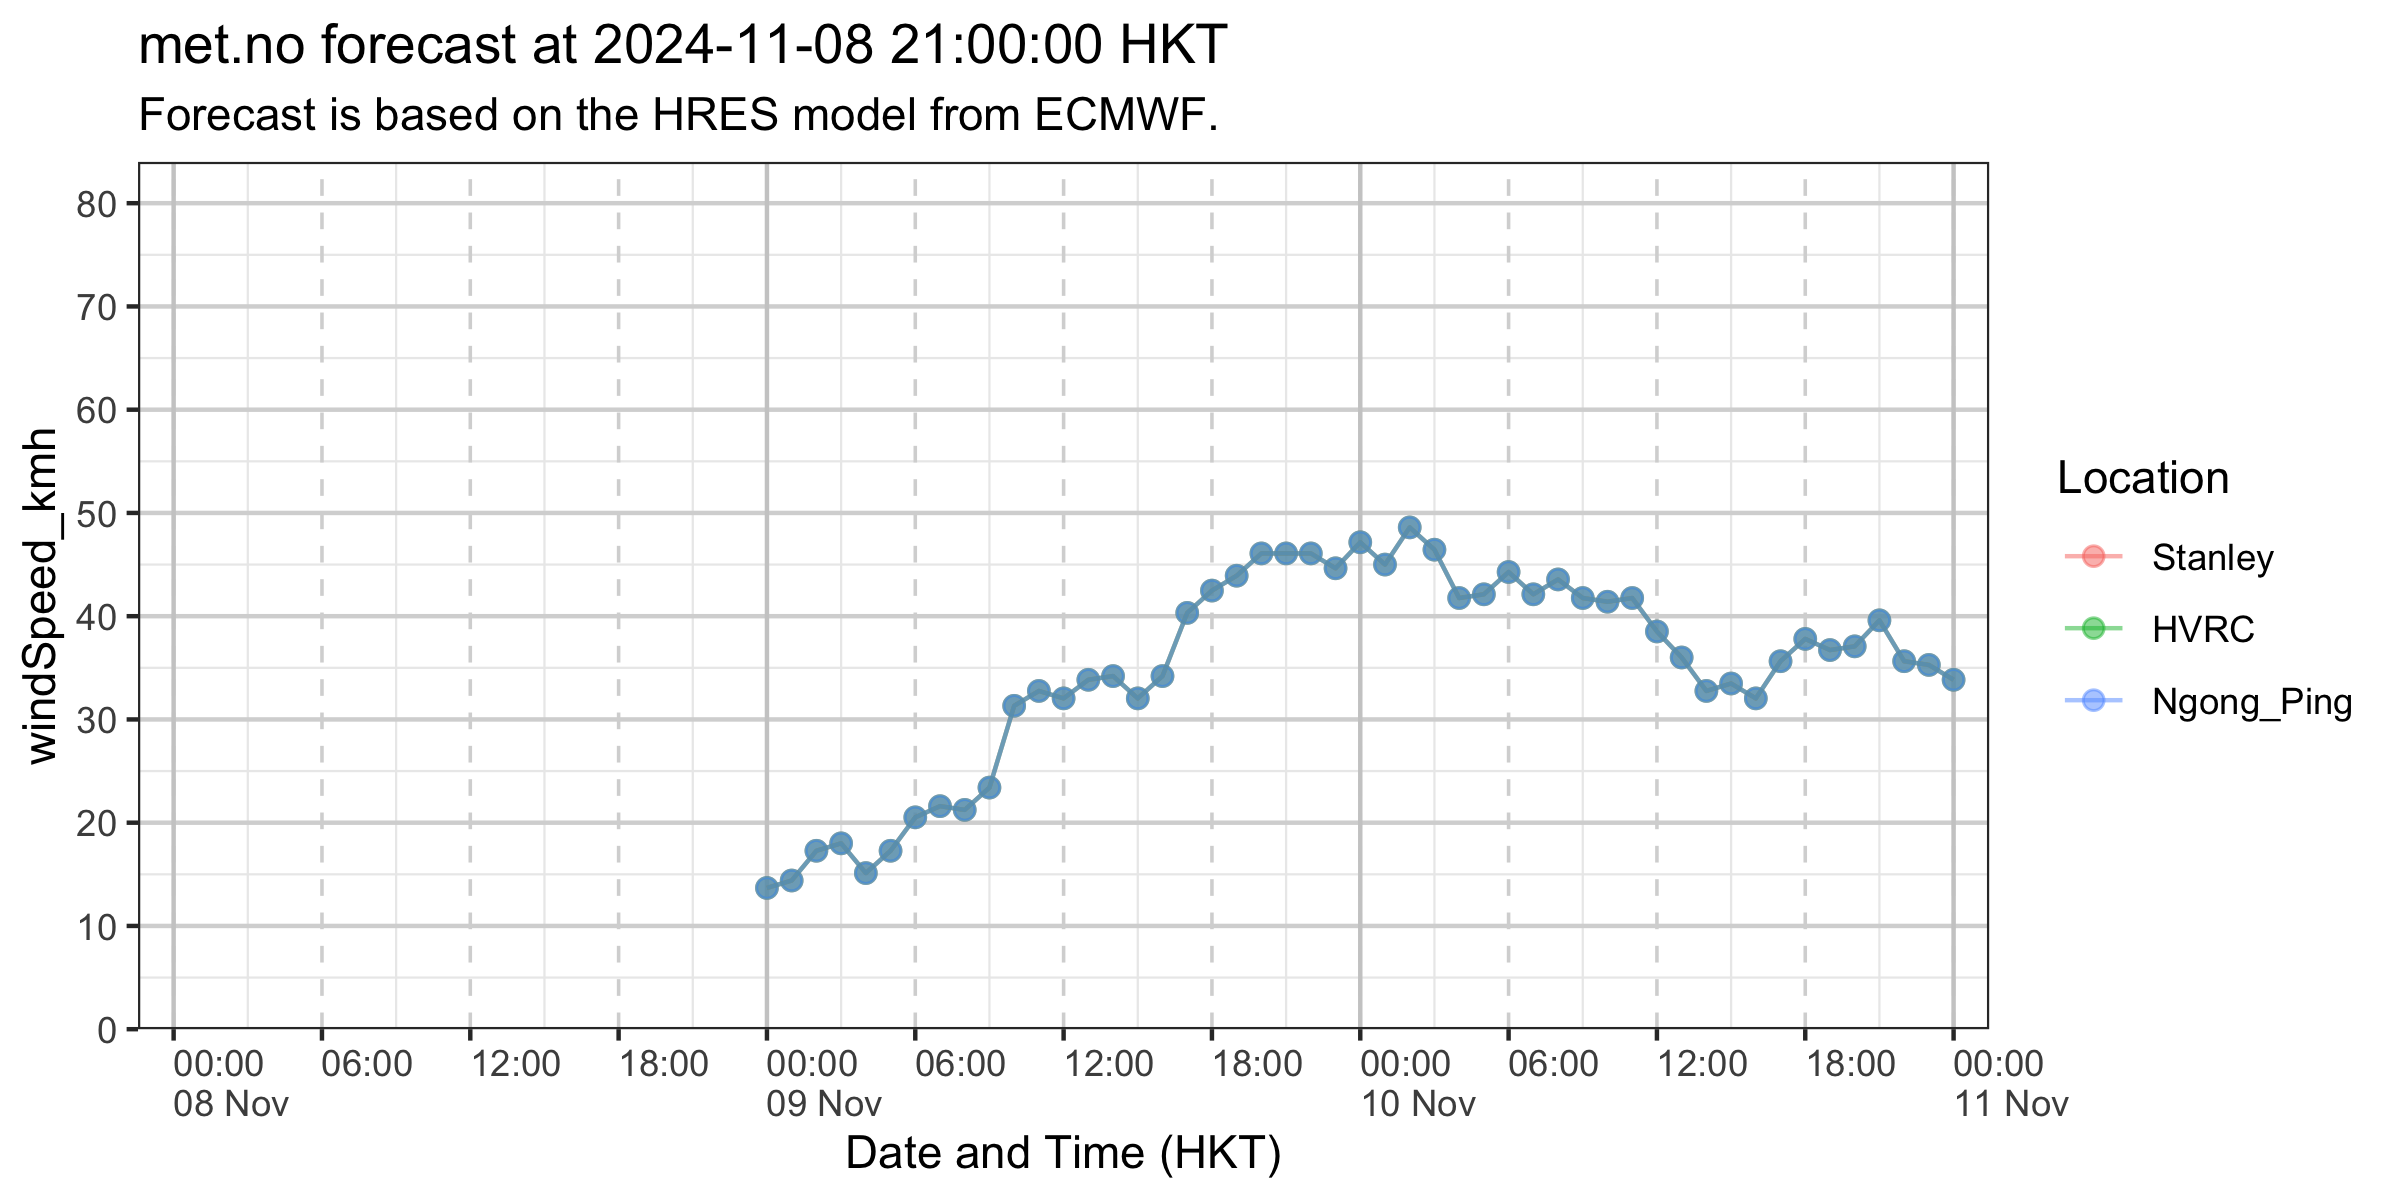 met.no forecast at 2024-11-08 21:00:00 HKT
Forecast is based on the HRES model from ECMWF.
windSpeed_kmh
80
70
60
50
40
30
20
10
0
00:00 06:00 12:00 18:00 00:00 06:00 12:00 18:00 00:00 06:00 12:00 18:00 00:00
08 Nov 09 Nov 10 Nov 11 Nov
Date and Time (HKT)
Location
Stanley
HVRC
Ngong_Ping